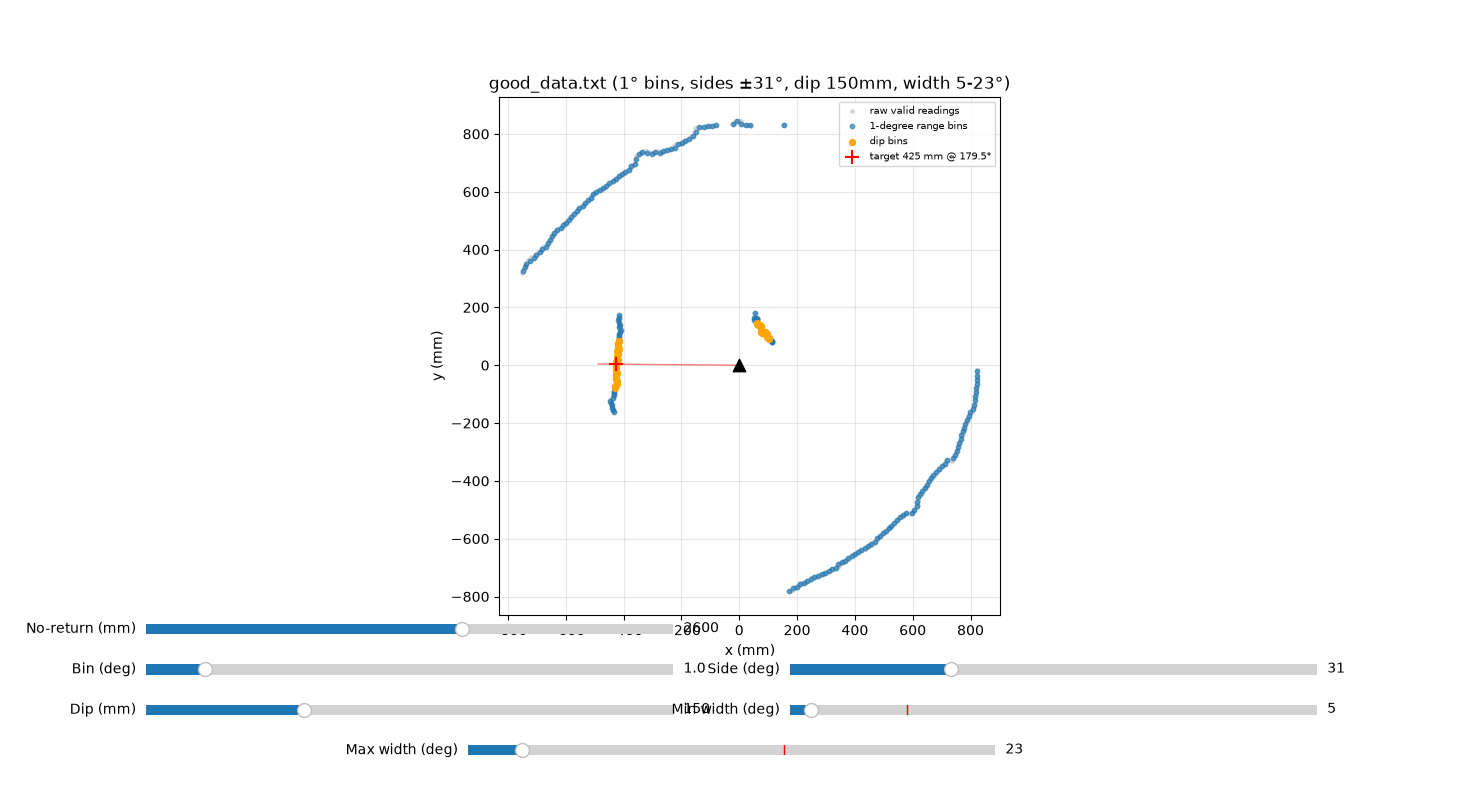 good_data.txt (1° bins, sides ±31°, dip 150mm, width 5-23°)
raw valid readings
1-degree range bins
dip bins
target 425 mm @ 179.5°
800
600
400
200
0
−200
−400
−600
−800
y (mm)
0 200 400 600 800
x (mm)
No-return (mm) 2600
Bin (deg) 1.0
Side (deg) 31
Dip (mm) 150
Min width (deg) 5
Max width (deg) 23